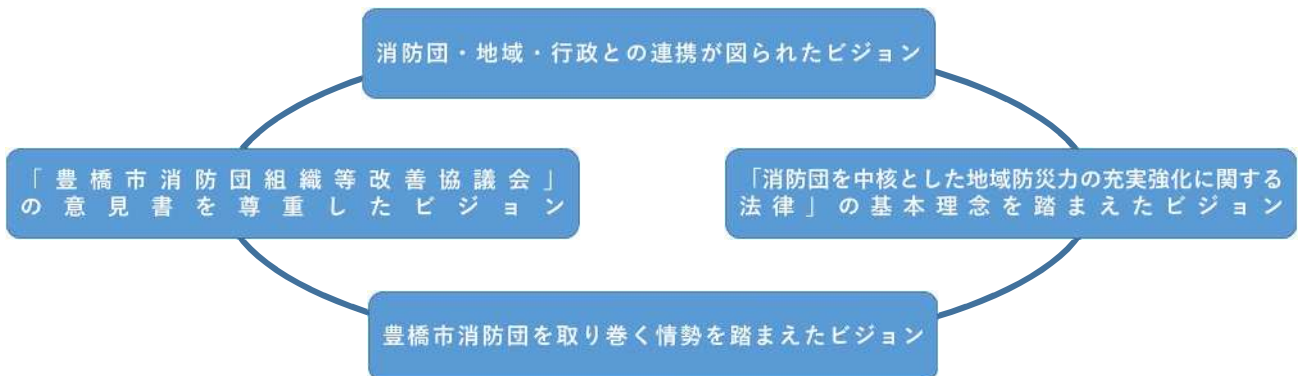 消防団・地域・行政との連携が図られたビジョン
「豊橋市消防団組織等改善協議会」
の意見書を尊重したビジョン
「消防団を中核とした地域防災力の充実強化に関する
法律」の基本理念を踏まえたビジョン
豊橋市消防団を取り巻く情勢を踏まえたビジョン